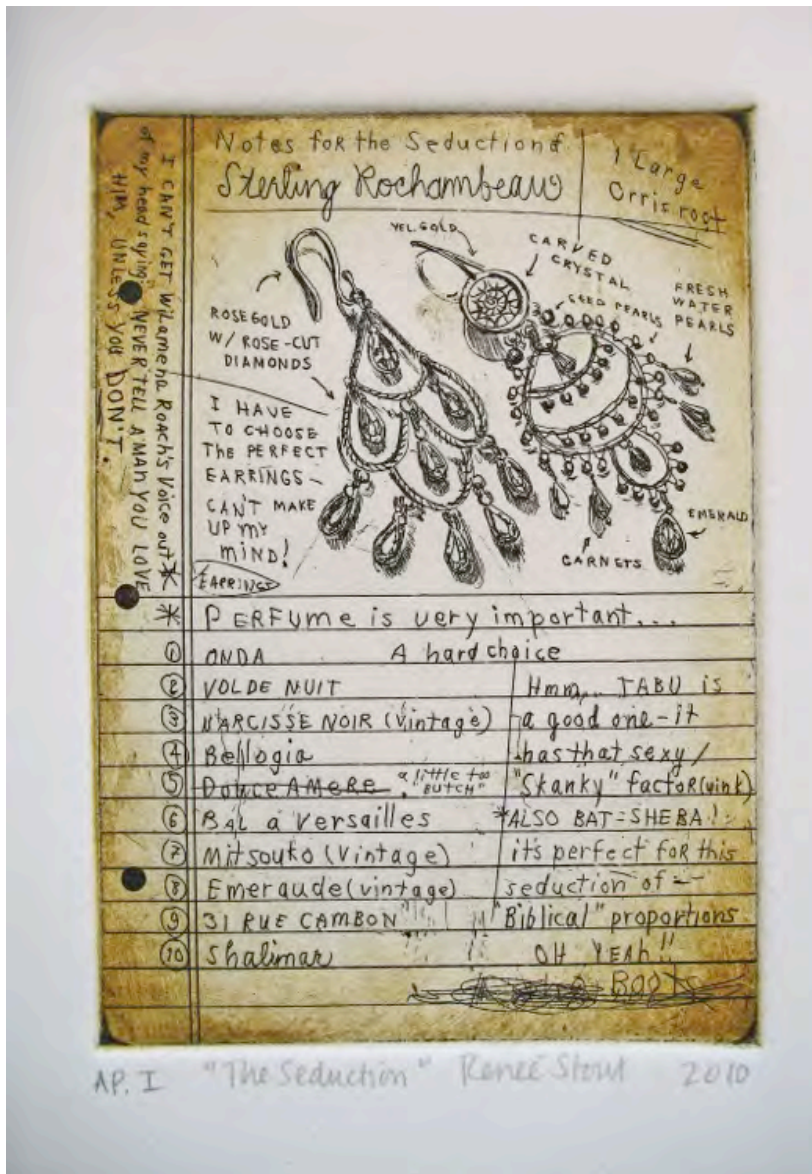 Notes for the Seduction of
Sterling Rochambeau
1 Large
Orris root
I CAN'T GET Wilamena Roach's Voice out *
of my head saying " NEVER TELL A MAN YOU LOVE
HIM, UNLESS YOU DON'T.
ROSE GOLD
W/ ROSE-CUT
DIAMONDS
YEL. GOLD
CARVED
CRYSTAL
SEED PEARLS
FRESH
WATER
PEARLS
I HAVE
TO CHOOSE
THE PERFECT
EARRINGS -
CAN'T MAKE
UP MY
MIND!
EARRINGS
GARNETS
EMERALD
* PERFUme is very important...
① ONDA A hard choice
② VOL DE NUIT
③ NARCISSE NOIR (vintage)
④ Bellogia
⑤ DOUCE AMERE a little too "BUTCH"
⑥ BAL a Versailles
⑦ Mitsouko (vintage)
⑧ Emeraude (vintage)
⑨ 31 RUE CAMBON
⑩ Shalimar
Hmm... TABU is
a good one - it
has that sexy/
"Skanky" factor (wink)
*ALSO BAT-SHEBA!
it's perfect for this
seduction of --
"Biblical" proportions
OH YEAh!!
BOOTS
AP. I "The Seduction" Reneé Stout 2010